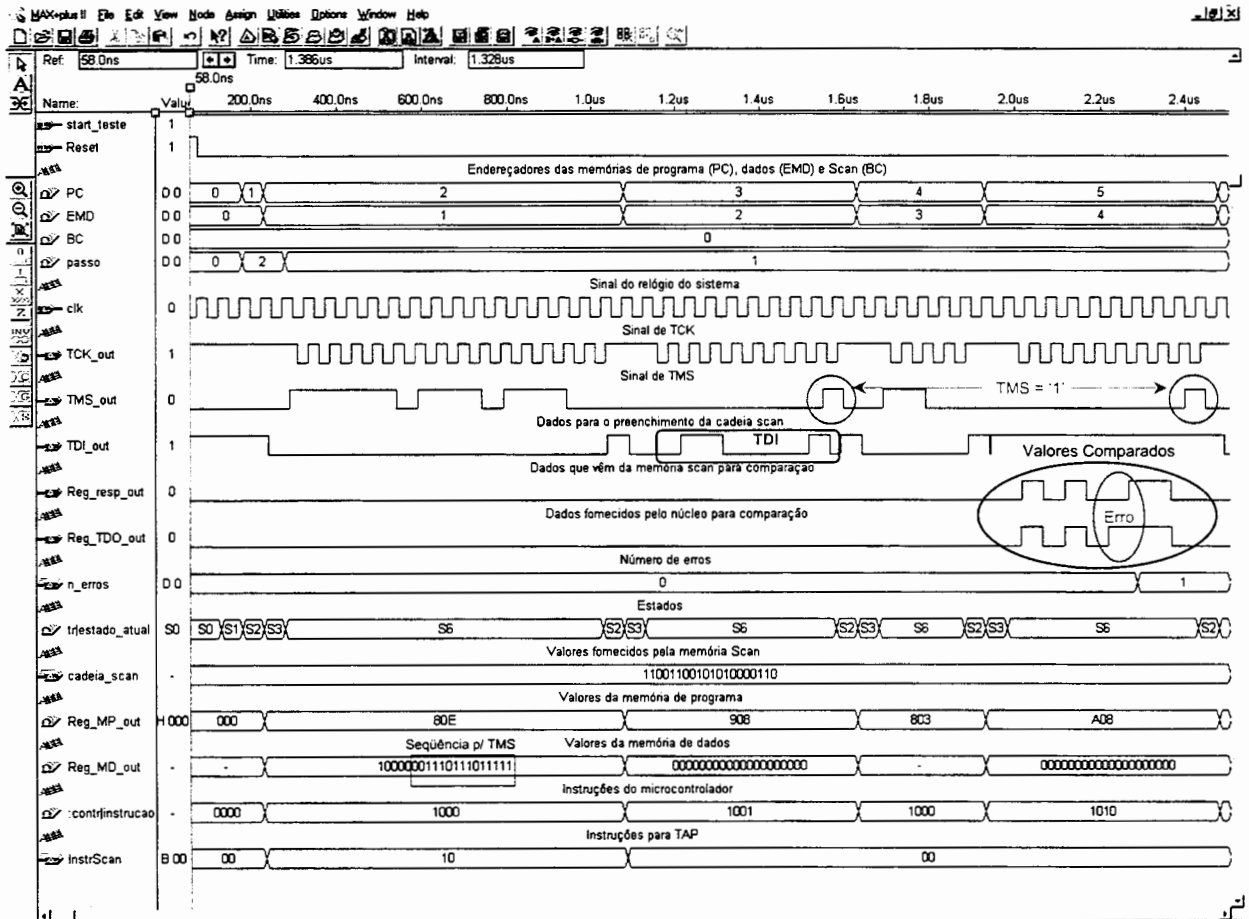 MAX+plus II File Edit View Node Assign Utilities Options Window Help
Ref: 58.0ns Time: 1.386us Interval: 1.328us
58.0ns
Name: Valu 200.0ns 400.0ns 600.0ns 800.0ns 1.0us 1.2us 1.4us 1.6us 1.8us 2.0us 2.2us 2.4us
start_teste 1
Reset 1
Endereçadores das memórias de programa (PC), dados (EMD) e Scan (BC)
PC D 0 0 1 2 3 4 5
EMD D 0 0 1 2 3 4
BC D 0 0
passo D 0 0 2 1
Sinal do relógio do sistema
clk 0
Sinal de TCK
TCK_out 1
Sinal de TMS
TMS_out 0 TMS = '1'
Dados para o preenchimento da cadeia scan
TDI_out 1 TDI
Valores Comparados
Dados que vêm da memória scan para comparação
Reg_resp_out 0
Dados fornecidos pelo núcleo para comparação
Erro
Reg_TDO_out 0
Número de erros
n_erros D 0 0 1
Estados
tr|estado_atual S0 S0 S1 S2 S3 S6 S2 S3 S6 S2 S3 S6 S2 S3 S6 S2
Valores fornecidos pela memória Scan
cadeia_scan - 11001100101010000110
Valores da memória de programa
Reg_MP_out H 000 000 80E 908 803 A08
Seqüência p/ TMS Valores da memória de dados
Reg_MD_out - - 10000000111011101111 00000000000000000000 - 00000000000000000000
Instruções do microcontrolador
:contr|instrucao - 0000 1000 1001 1000 1010
Instruções para TAP
InstrScan B 00 00 10 00